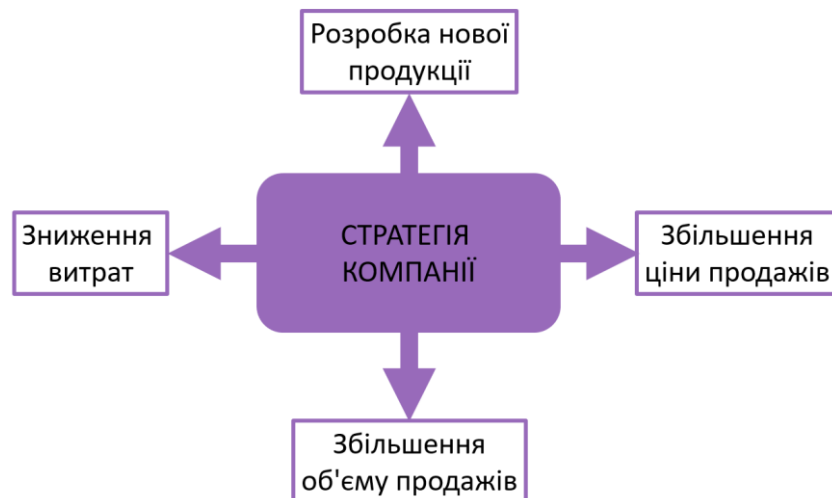 Розробка нової
продукції
Зниження
витрат
СТРАТЕГІЯ
КОМПАНІЇ
Збільшення
ціни продажів
Збільшення
об'єму продажів